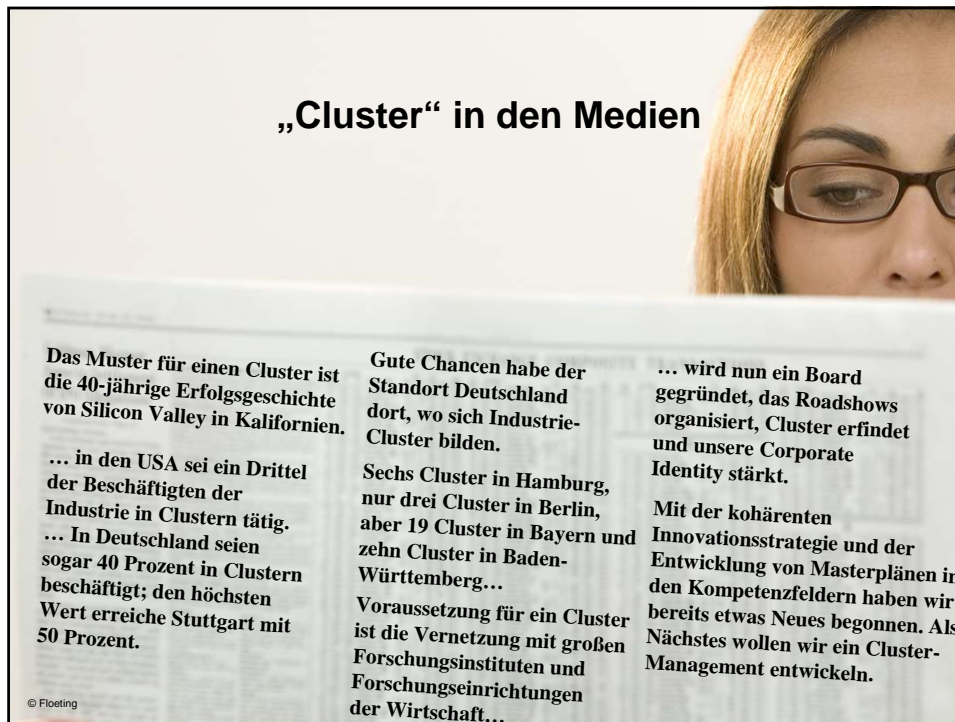 „Cluster“ in den Medien
Das Muster für einen Cluster ist
die 40-jährige Erfolgsgeschichte
von Silicon Valley in Kalifornien.
… in den USA sei ein Drittel
der Beschäftigten der
Industrie in Clustern tätig.
… In Deutschland seien
sogar 40 Prozent in Clustern
beschäftigt; den höchsten
Wert erreiche Stuttgart mit
50 Prozent.
Gute Chancen habe der
Standort Deutschland
dort, wo sich Industrie-
Cluster bilden.
Sechs Cluster in Hamburg,
nur drei Cluster in Berlin,
aber 19 Cluster in Bayern und
zehn Cluster in Baden-
Württemberg…
Voraussetzung für ein Cluster
ist die Vernetzung mit großen
Forschungsinstituten und
Forschungseinrichtungen
der Wirtschaft…
… wird nun ein Board
gegründet, das Roadshows
organisiert, Cluster erfindet
und unsere Corporate
Identity stärkt.
Mit der kohärenten
Innovationsstrategie und der
Entwicklung von Masterplänen in
den Kompetenzfeldern haben wir
bereits etwas Neues begonnen. Als
Nächstes wollen wir ein Cluster-
Management entwickeln.
© Floeting